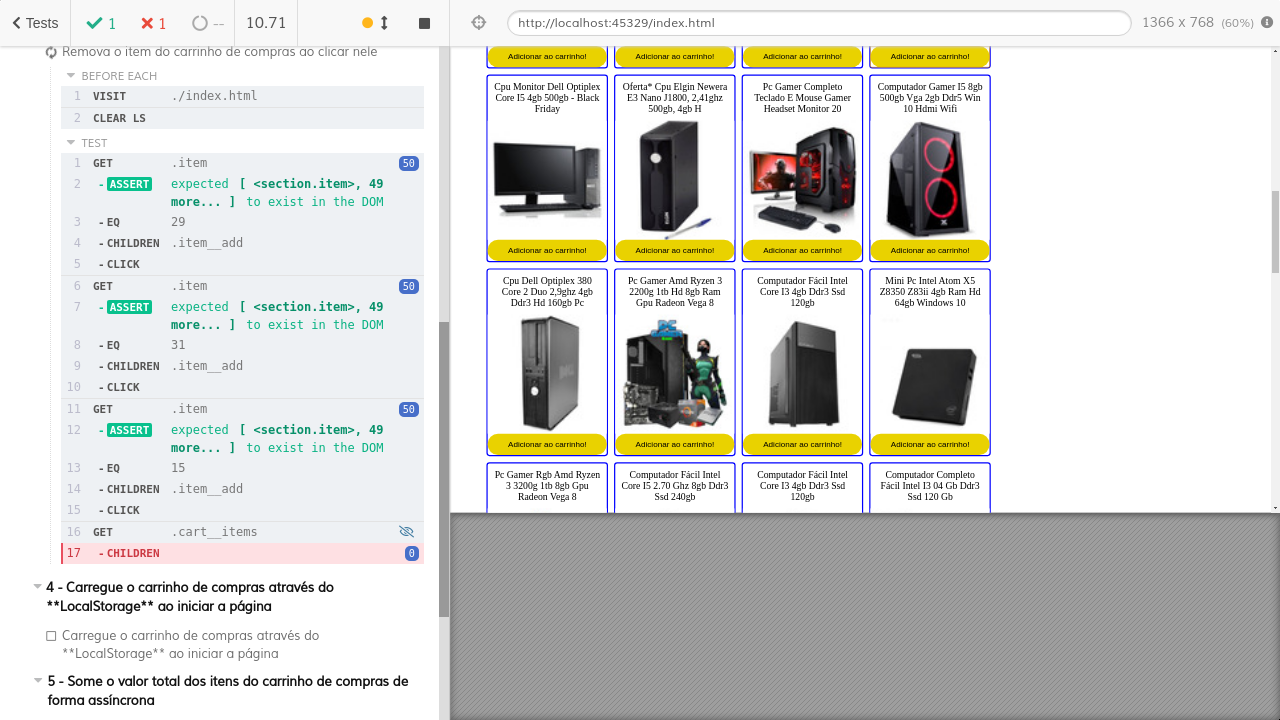 Tests
1
1
--
10.71
http://localhost:45329/index.html
1366 x 768 (60%)
Remova o item do carrinho de compras ao clicar nele
BEFORE EACH
1 VISIT ./index.html
2 CLEAR LS
TEST
1 GET .item 50
2 -ASSERT expected [ <section.item>, 49
more... ] to exist in the DOM
3 -EQ 29
4 -CHILDREN .item__add
5 -CLICK
6 GET .item 50
7 -ASSERT expected [ <section.item>, 49
more... ] to exist in the DOM
8 -EQ 31
9 -CHILDREN .item__add
10 -CLICK
11 GET .item 50
12 -ASSERT expected [ <section.item>, 49
more... ] to exist in the DOM
13 -EQ 15
14 -CHILDREN .item__add
15 -CLICK
16 GET .cart__items
17 -CHILDREN 0
4 - Carregue o carrinho de compras através do
**LocalStorage** ao iniciar a página
Carregue o carrinho de compras através do
**LocalStorage** ao iniciar a página
5 - Some o valor total dos itens do carrinho de compras de
forma assíncrona
Adicionar ao carrinho!
Adicionar ao carrinho!
Adicionar ao carrinho!
Adicionar ao carrinho!
Cpu Monitor Dell Optiplex
Core I5 4gb 500gb - Black
Friday
Adicionar ao carrinho!
Oferta* Cpu Elgin Newera
E3 Nano J1800, 2,41ghz
500gb, 4gb H
Adicionar ao carrinho!
Pc Gamer Completo
Teclado E Mouse Gamer
Headset Monitor 20
Adicionar ao carrinho!
Computador Gamer I5 8gb
500gb Vga 2gb Ddr5 Win
10 Hdmi Wifi
Adicionar ao carrinho!
Cpu Dell Optiplex 380
Core 2 Duo 2,9ghz 4gb
Ddr3 Hd 160gb Pc
Adicionar ao carrinho!
Pc Gamer Amd Ryzen 3
2200g 1tb Hd 8gb Ram
Gpu Radeon Vega 8
Adicionar ao carrinho!
Computador Fácil Intel
Core I3 4gb Ddr3 Ssd
120gb
Adicionar ao carrinho!
Mini Pc Intel Atom X5
Z8350 Z83ii 4gb Ram Hd
64gb Windows 10
Adicionar ao carrinho!
Pc Gamer Rgb Amd Ryzen
3 3200g 1tb 8gb Gpu
Radeon Vega 8
Computador Fácil Intel
Core I5 2.70 Ghz 8gb Ddr3
Ssd 240gb
Computador Fácil Intel
Core I3 4gb Ddr3 Ssd
120gb
Computador Completo
Fácil Intel I3 04 Gb Ddr3
Ssd 120 Gb